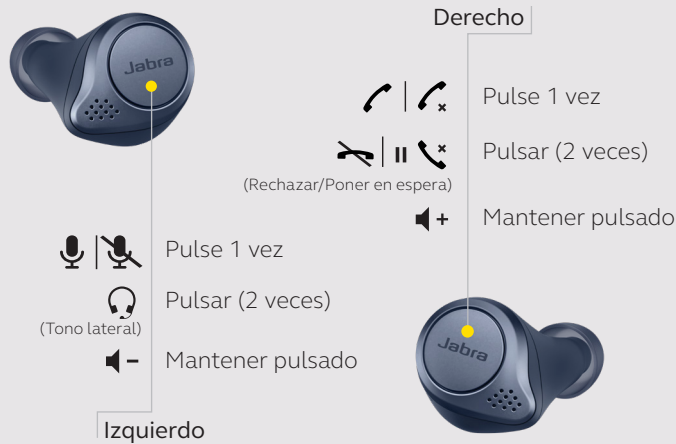 Derecho
Jabra
Pulse 1 vez
Pulsar (2 veces)
(Rechazar/Poner en espera)
Mantener pulsado
Pulse 1 vez
Pulsar (2 veces)
(Tono lateral)
Mantener pulsado
Jabra
Izquierdo